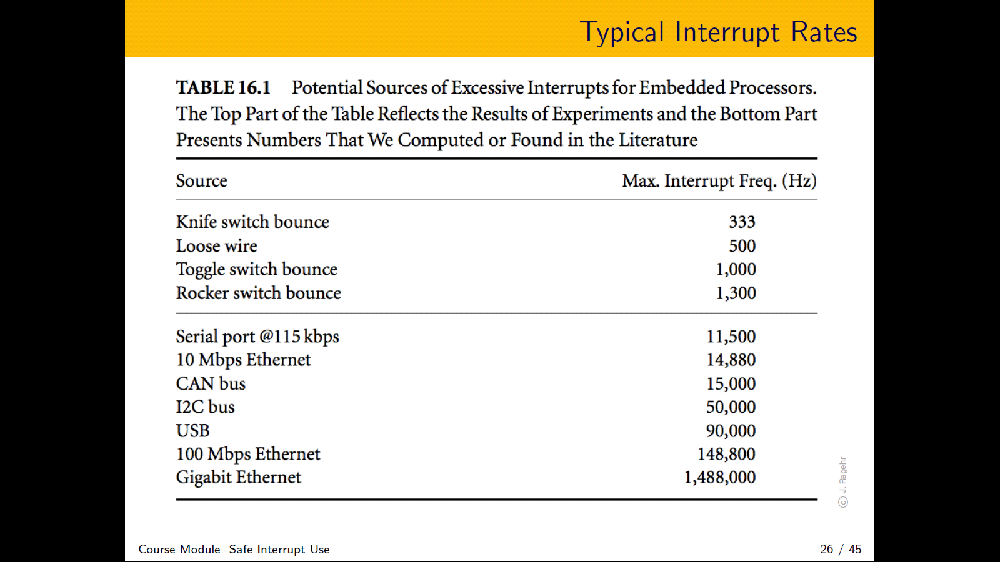 Typical Interrupt Rates
TABLE 16.1 Potential Sources of Excessive Interrupts for Embedded Processors.
The Top Part of the Table Reflects the Results of Experiments and the Bottom Part
Presents Numbers That We Computed or Found in the Literature
Source Max. Interrupt Freq. (Hz)
Knife switch bounce 333
Loose wire 500
Toggle switch bounce 1,000
Rocker switch bounce 1,300
Serial port @115 kbps 11,500
10 Mbps Ethernet 14,880
CAN bus 15,000
I2C bus 50,000
USB 90,000
100 Mbps Ethernet 148,800
Gigabit Ethernet 1,488,000
© J. Regehr
Course Module Safe Interrupt Use 26 / 45